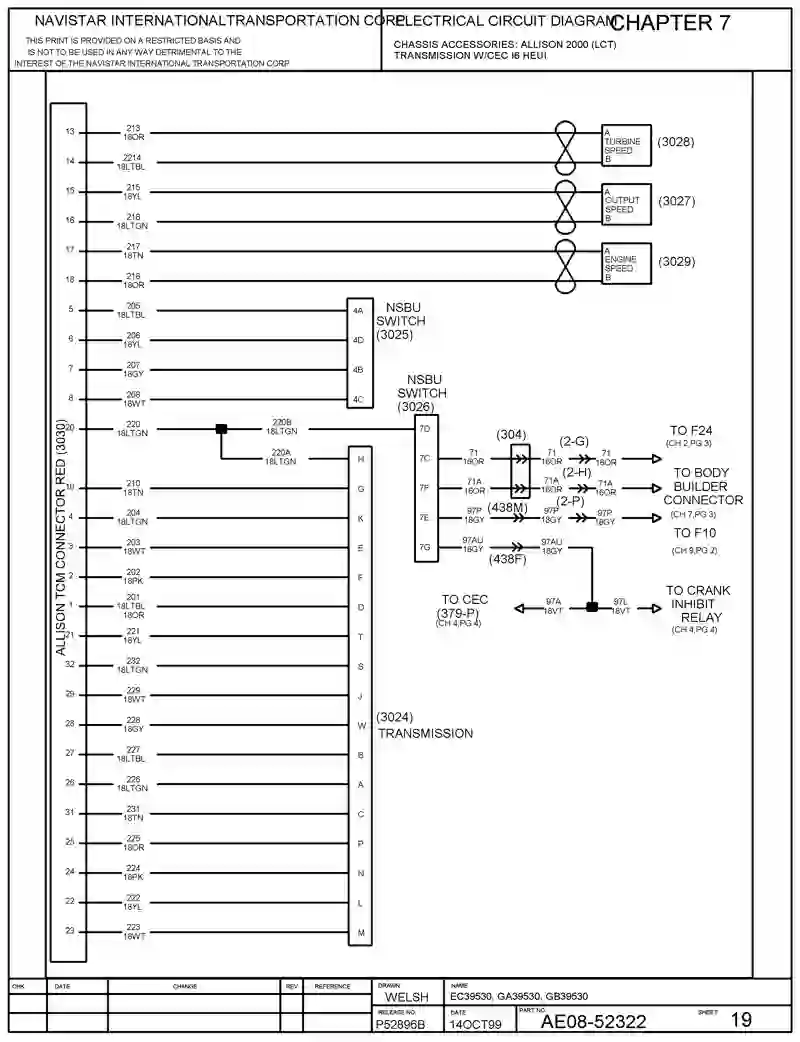 NAVISTAR INTERNATIONALTRANSPORTATION CORP.
ELECTRICAL CIRCUIT DIAGRAM
CHAPTER 7
THIS PRINT IS PROVIDED ON A RESTRICTED BASIS AND
IS NOT TO BE USED IN ANY WAY DETRIMENTAL TO THE
INTEREST OF THE NAVISTAR INTERNATIONAL TRANSPORTATION CORP
CHASSIS ACCESSORIES: ALLISON 2000 (LCT)
TRANSMISSION W/CEC I6 HEUI
ALLISON TCM CONNECTOR RED (3030)
13 213 A
18OR TURBINE
SPEED (3028)
14 2214 B
18LTBL
15 215 A
18YL OUTPUT
SPEED (3027)
16 216 B
18LTGN
17 217 A
18TN ENGINE
SPEED (3029)
18 218 B
18OR
5 205 4A
18LTBL
NSBU
SWITCH
(3025)
6 206 4D
18YL
7 207 4B
18GY
8 208 4C
18WT
NSBU
SWITCH
(3026)
20 220 220B 7D
18LTGN 18LTGN
220A H
18LTGN
(304)
(2-G)
7C 71 71 71
16OR 16OR 16OR
TO F24
(CH 2,PG 3)
(2-H)
7F 71A 71A 71A
16OR 16OR 16OR
TO BODY
BUILDER
CONNECTOR
(CH 7,PG 3)
(438M)
(2-P)
7E 97P 97P 97P
18GY 18GY 18GY
TO F10
(CH 9,PG 2)
7G 97AU 97AU
18GY 18GY
(438F)
TO CEC
(379-P)
(CH 4,PG 4)
97A 97L
18VT 18VT
TO CRANK
INHIBIT
RELAY
(CH 4,PG 4)
210 G
18TN
4 204 K
18LTGN
3 203 E
18WT
2 202 F
18PK
1 201 D
18LTBL
18OR
21 221 T
18YL
32 232 S
18LTGN
29 229 J
18WT
28 228 W
18GY
(3024)
TRANSMISSION
27 227 B
18LTBL
26 226 A
18LTGN
31 231 C
18TN
25 225 P
18OR
24 224 N
18PK
22 222 L
18YL
23 223 M
18WT
CHK DATE CHANGE REV REFERENCE
DRAWN
WELSH
NAME
EC39530, GA39530, GB39530
RELEASE NO.
P52896B
DATE
14OCT99
PART NO.
AE08-52322
SHEET 19